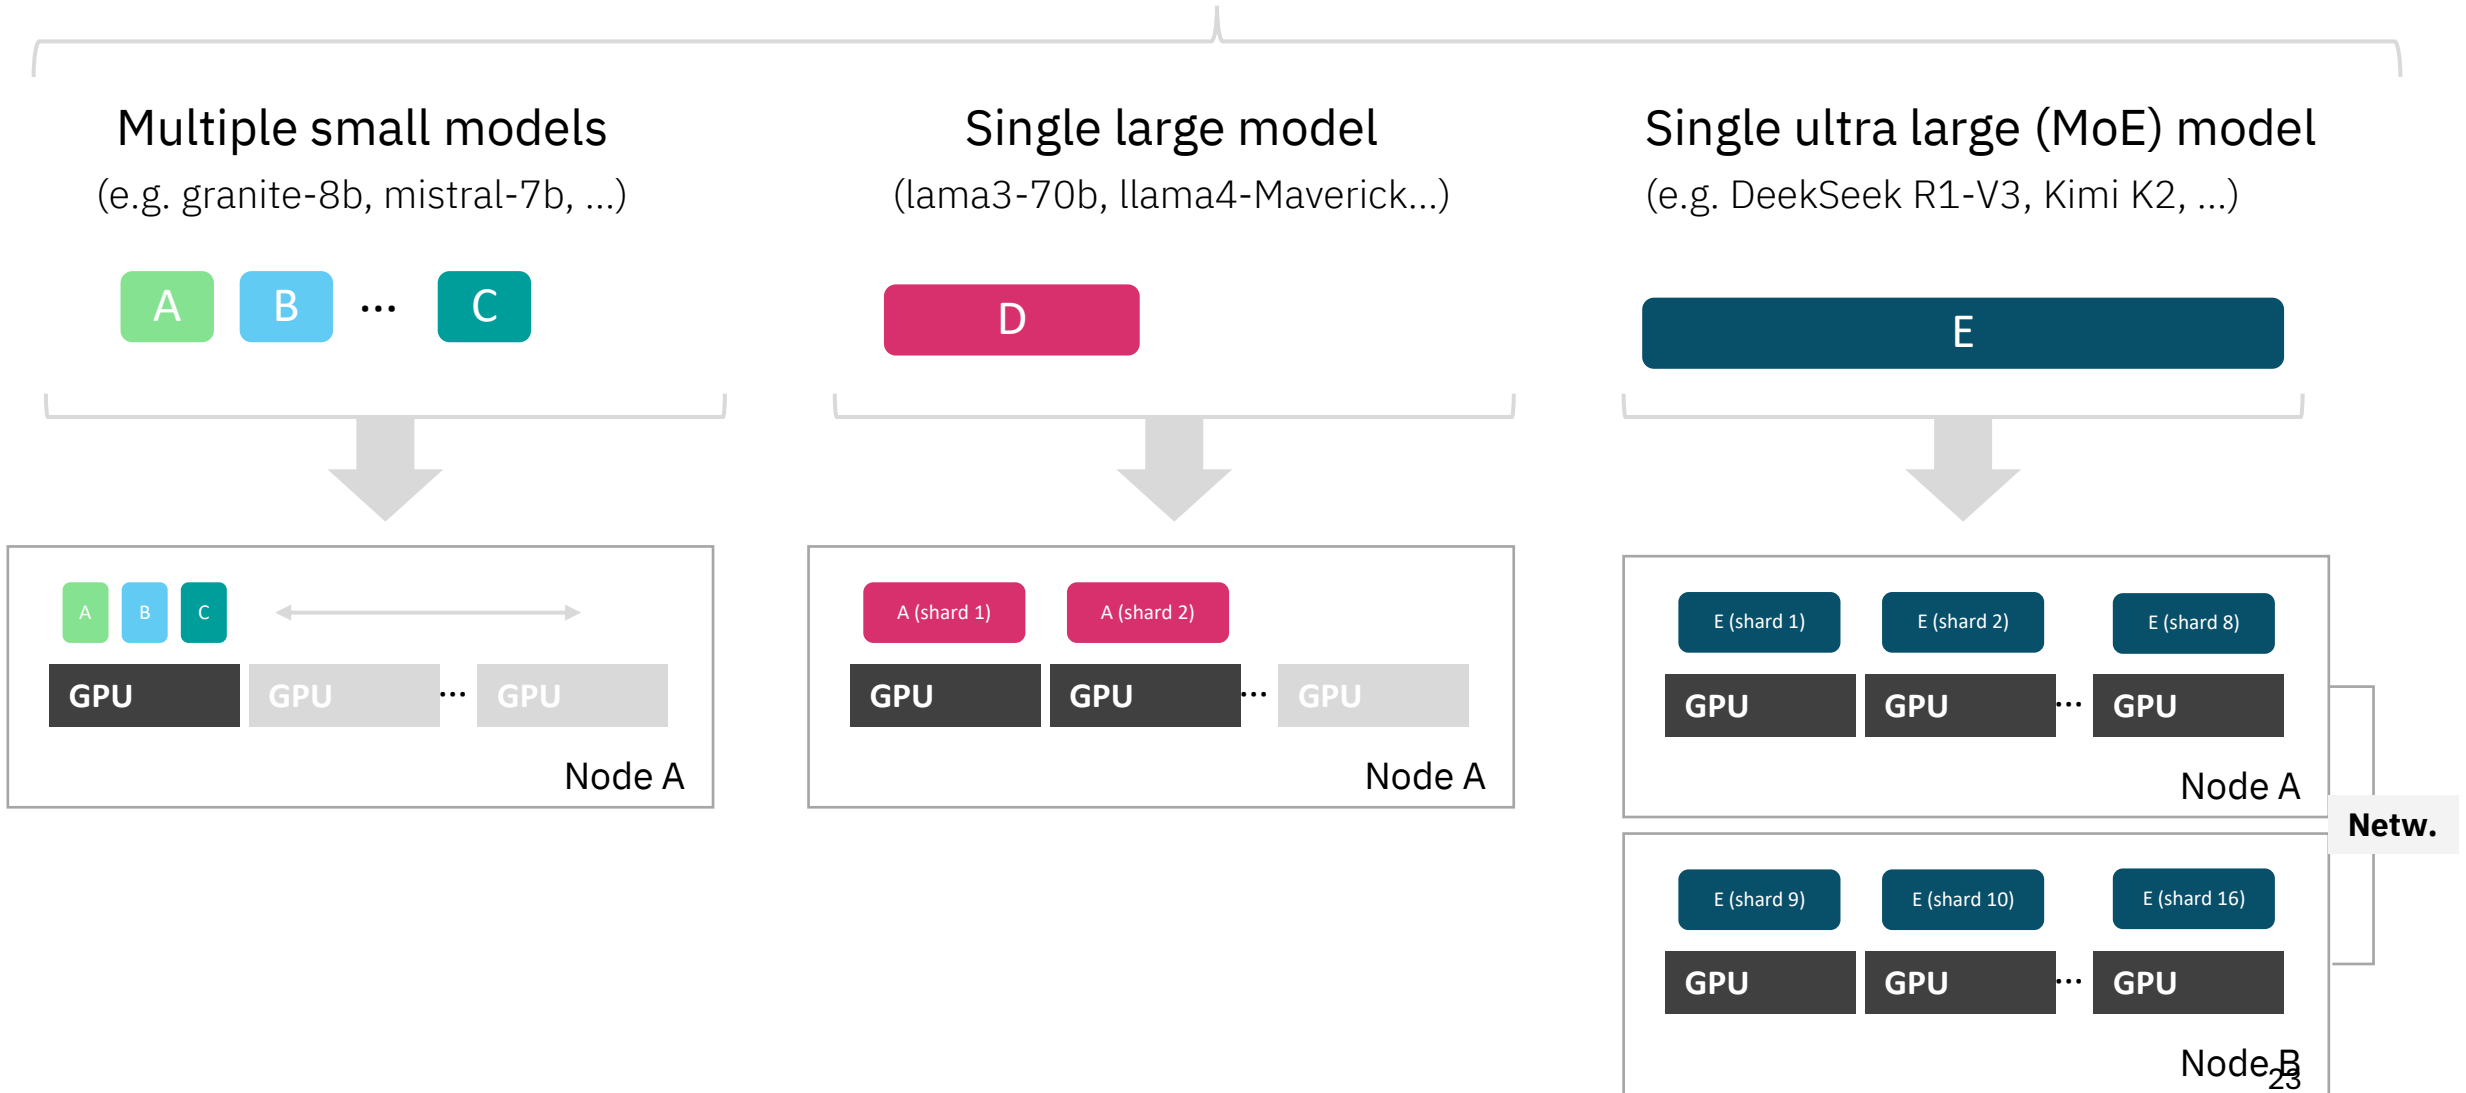 Multiple small models
(e.g. granite-8b, mistral-7b, ...)
A B ... C
A B C
GPU GPU ... GPU
Node A
Single large model
(lama3-70b, llama4-Maverick...)
D
A (shard 1) A (shard 2)
GPU GPU ... GPU
Node A
Single ultra large (MoE) model
(e.g. DeekSeek R1-V3, Kimi K2, ...)
E
E (shard 1) E (shard 2) E (shard 8)
GPU GPU ... GPU
Node A
Netw.
E (shard 9) E (shard 10) E (shard 16)
GPU GPU ... GPU
Node B
23